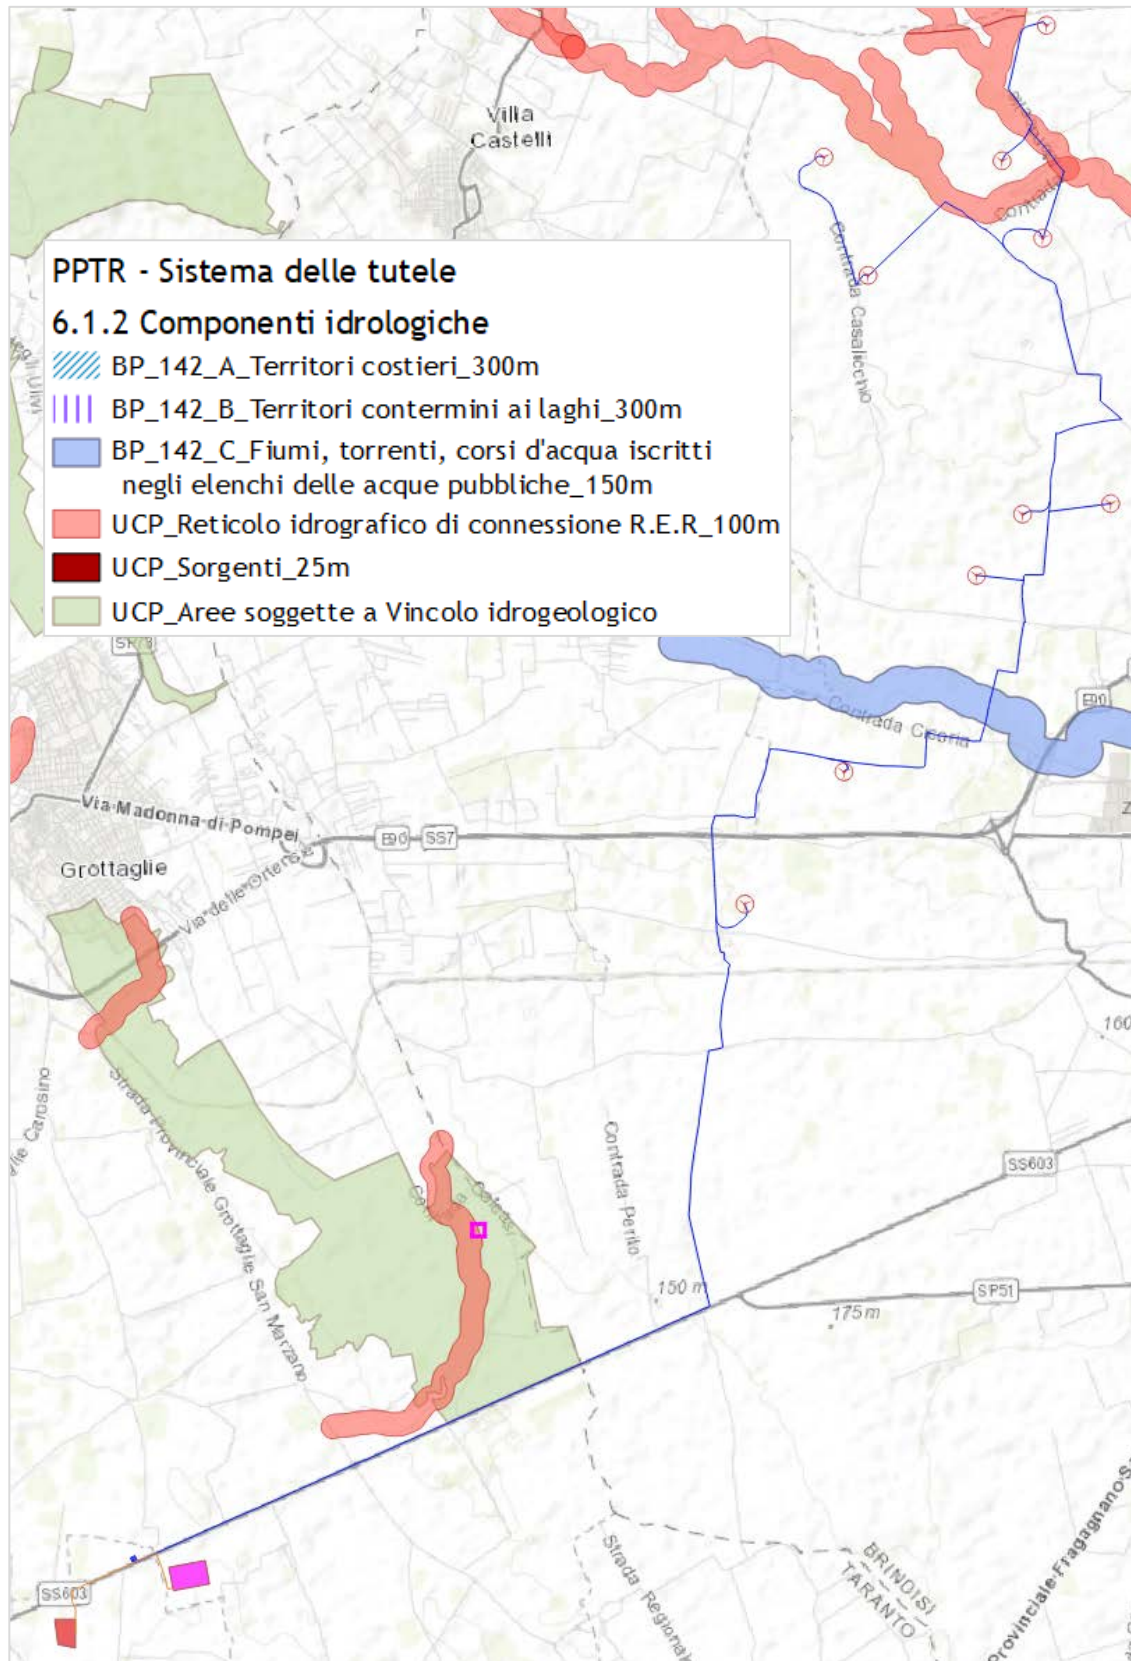 Villa
Castelli
Contrada
PPTR - Sistema delle tutele
6.1.2 Componenti idrologiche
BP_142_A_Territori costieri_300m
BP_142_B_Territori contermini ai laghi_300m
BP_142_C_Fiumi, torrenti, corsi d'acqua iscritti
negli elenchi delle acque pubbliche_150m
UCP_Reticolo idrografico di connessione R.E.R_100m
UCP_Sorgenti_25m
UCP_Aree soggette a Vincolo idrogeologico
Contrada Casalicchio
E90
Contrada Cicoria
Via Madonna di Pompei
E90
SS7
Grottaglie
Via delle Ortensie
160
Strada Provinciale Grottaglie San Marzano
Carosino
Contrada Perito
SS603
150 m
SP51
175 m
BRINDISI
TARANTO
Provinciale Fragagnano
Strada Regionale
SS603